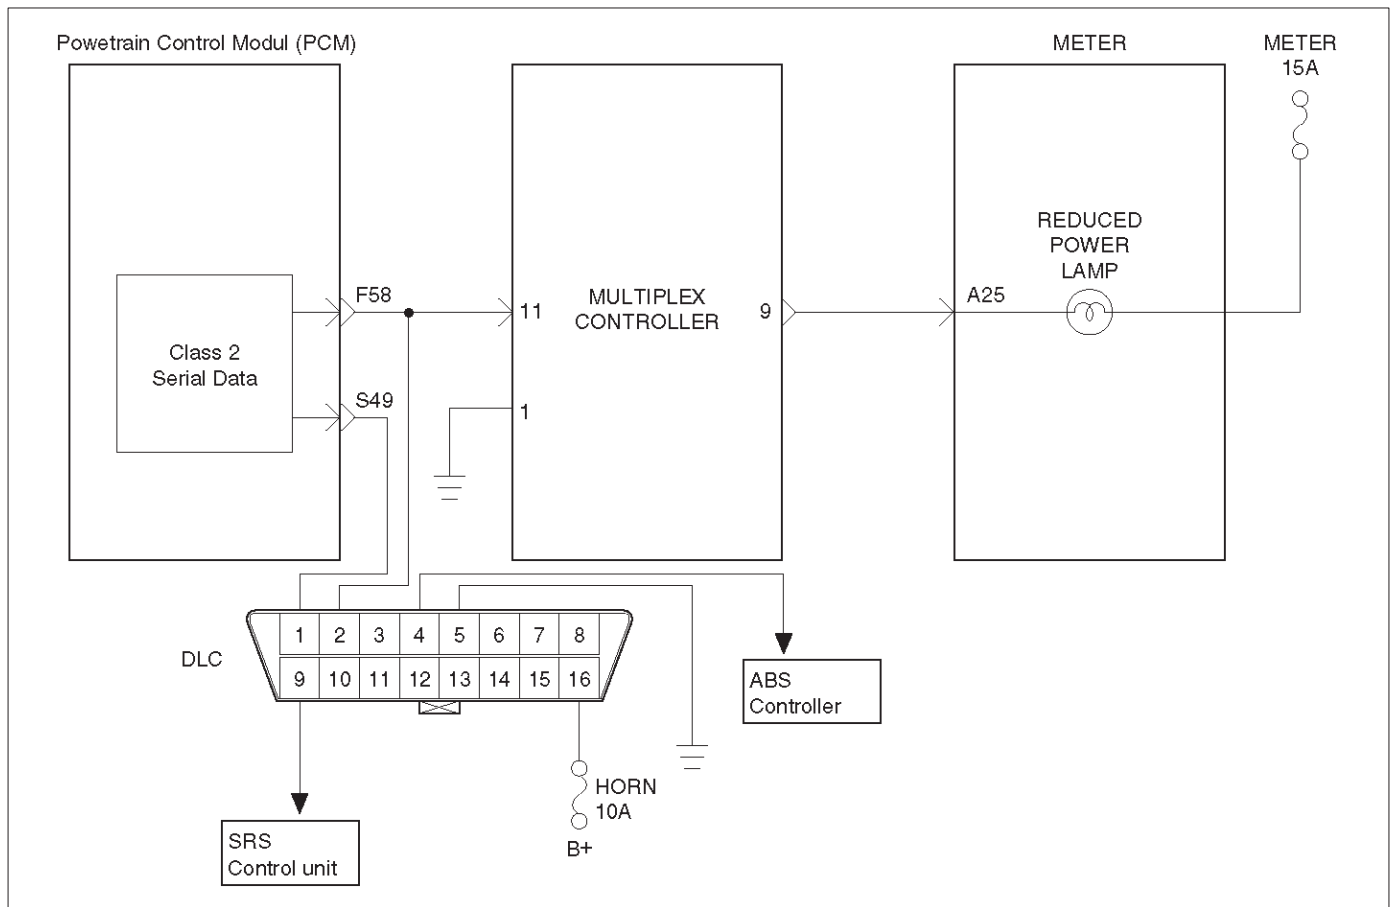 Powetrain Control Modul (PCM)
METER
METER
15A
REDUCED
POWER
LAMP
F58
11
MULTIPLEX
CONTROLLER
9
A25
Class 2
Serial Data
S49
1
1 2 3 4 5 6 7 8
DLC
9 10 11 12 13 14 15 16
ABS
Controller
HORN
10A
B+
SRS
Control unit